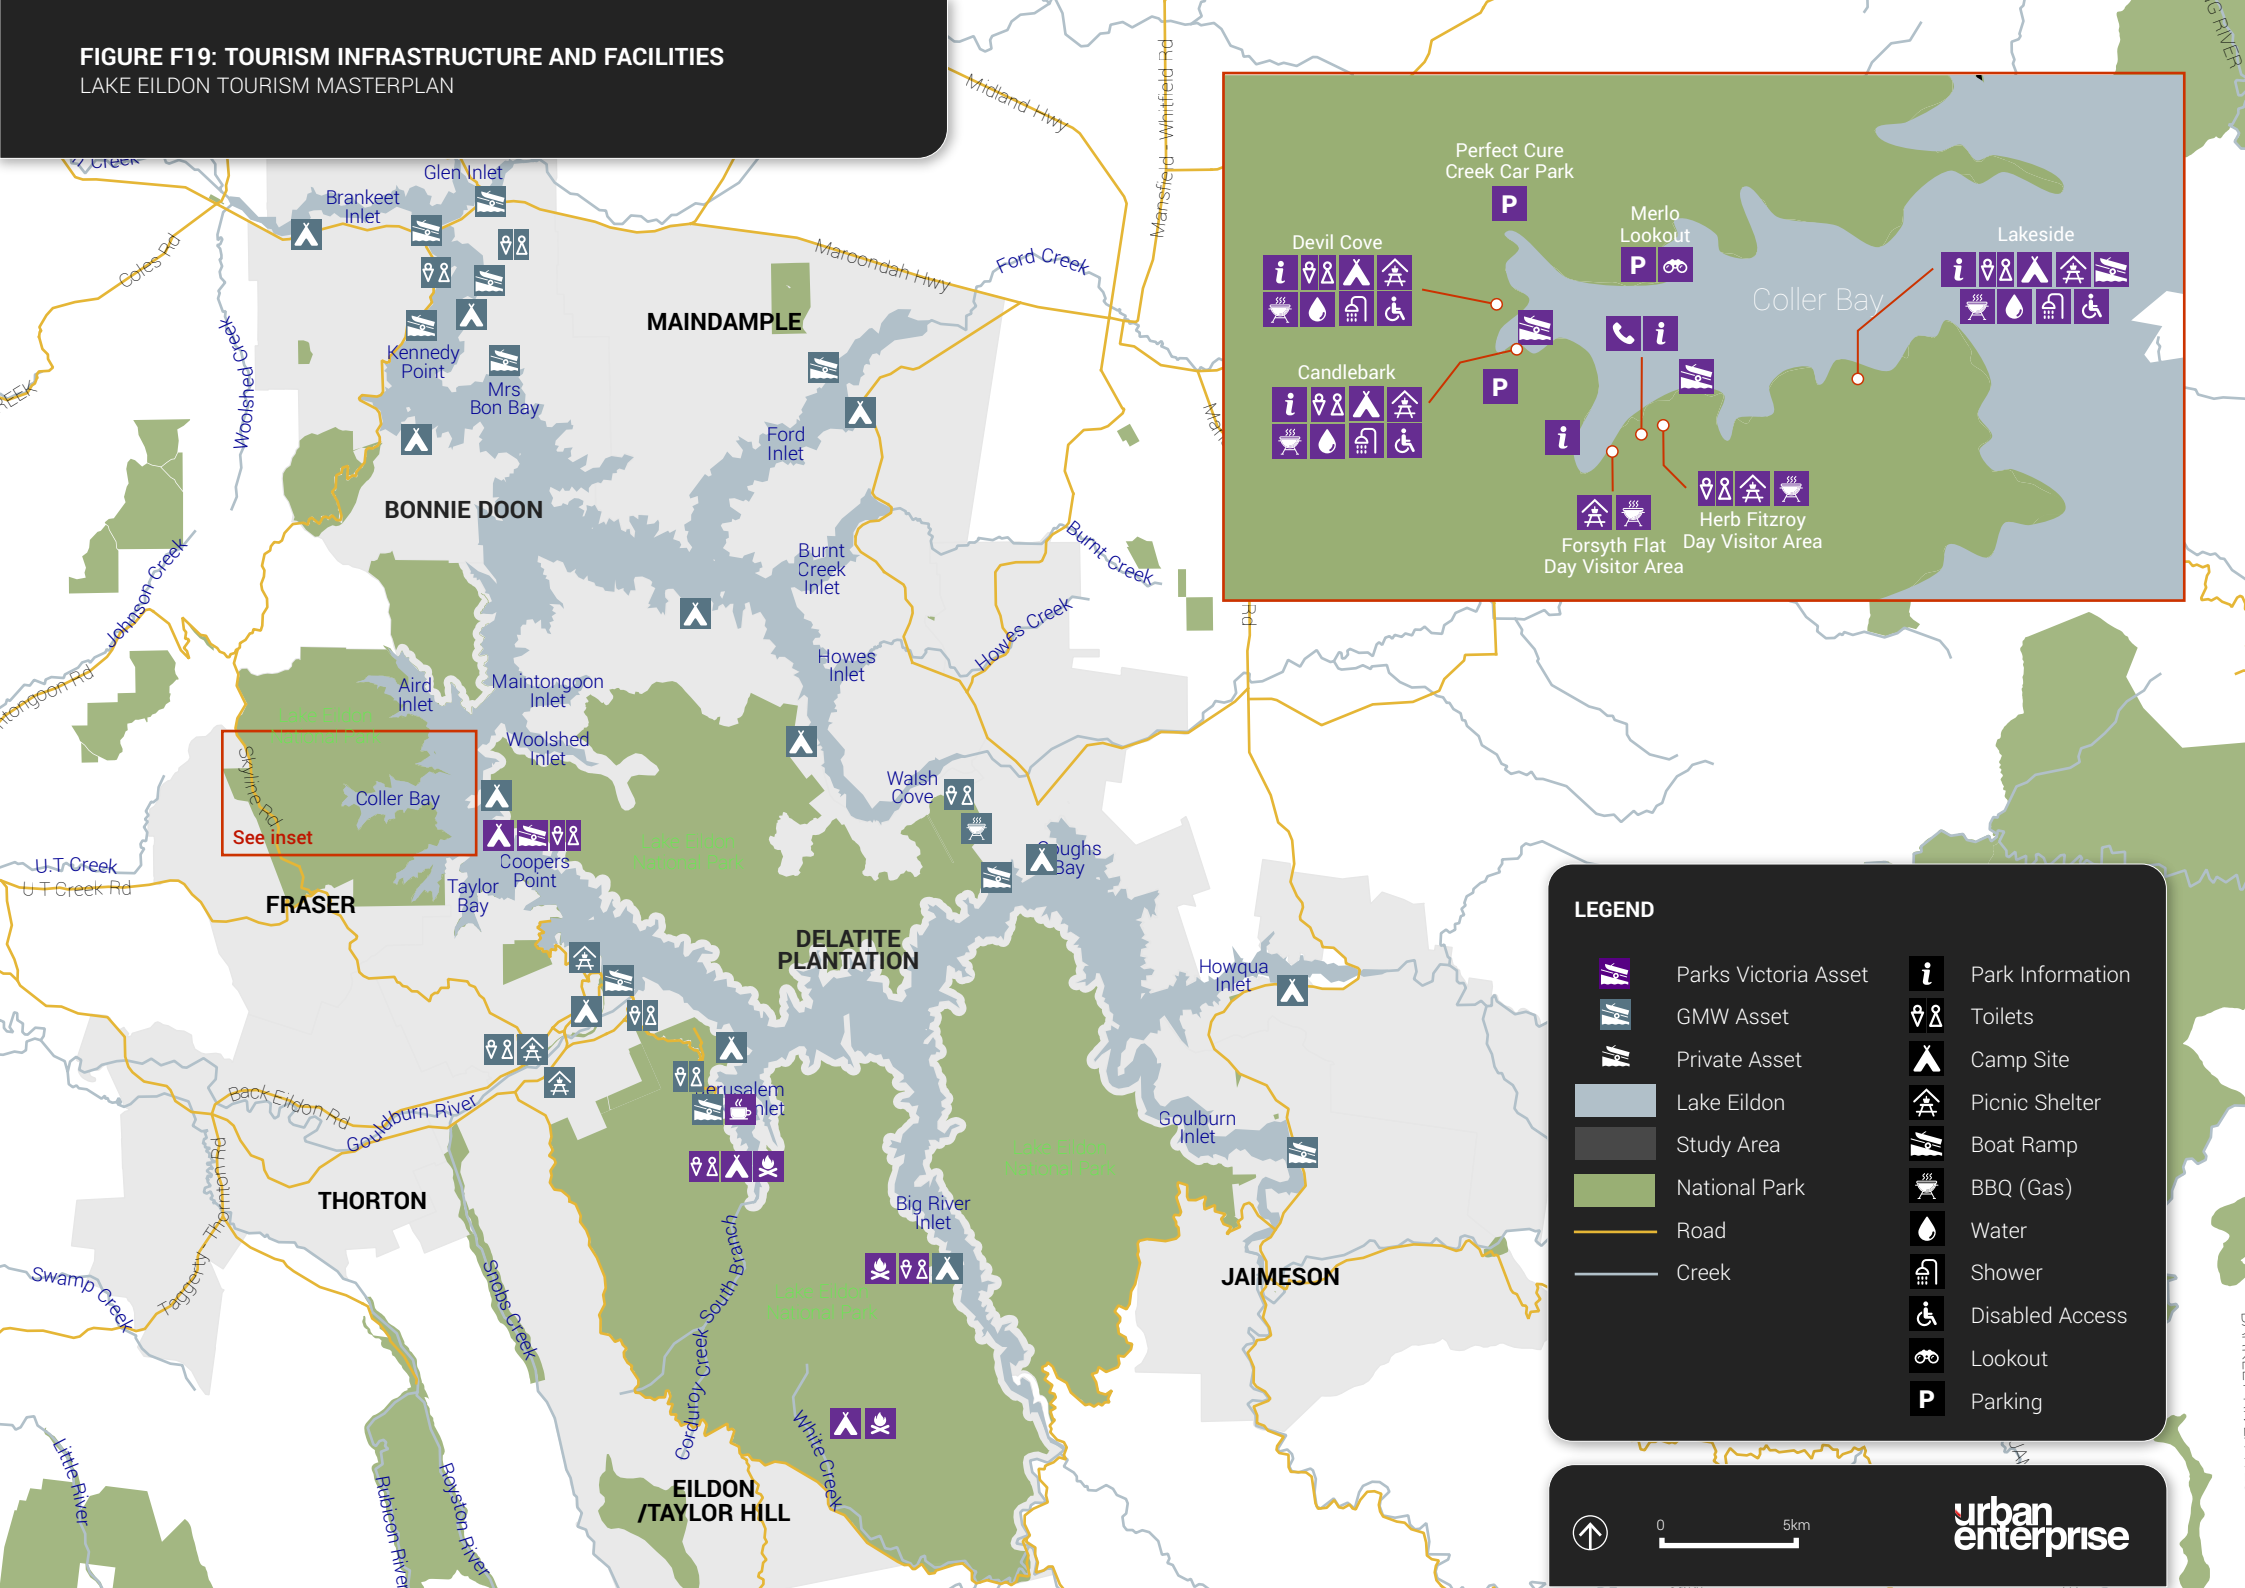 FIGURE F19: TOURISM INFRASTRUCTURE AND FACILITIES
LAKE EILDON TOURISM MASTERPLAN
Midland Hwy
Mansfield - Whitfield Rd
Glen Inlet
Brankeet
Inlet
Coles Rd
Woolshed Creek
Maroondah Hwy
Ford Creek
MAINDAMPLE
Kennedy
Point
Mrs
Bon Bay
Ford
Inlet
BONNIE DOON
Burnt
Creek
Inlet
Burnt Creek
Johnson Creek
Howes Creek
Howes
Inlet
Aird
Inlet
Maintongoon
Inlet
Lake Eildon
National Park
Woolshed
Inlet
Skyline Rd
Coller Bay
See inset
Walsh
Cove
Lake Eildon
National Park
Coopers
Point
Taylor
Bay
U.T Creek
U T Creek Rd
FRASER
Bay
DELATITE
PLANTATION
Howqua
Inlet
Back Eildon Rd
Gouldburn River
Goulburn
Inlet
Lake Eildon
National Park
THORTON
Taggerty - Thornton Rd
Swamp Creek
Snobs Creek
Big River
Inlet
Corduroy Creek South Branch
Lake Eildon
National Park
JAIMESON
White Creek
EILDON
/TAYLOR HILL
Little River
Rubicon River
Royston River
Rd
Perfect Cure
Creek Car Park
P
Devil Cove
i
Merlo
Lookout
P
Lakeside
i
Coller Bay
i
Candlebark
i
P
i
Herb Fitzroy
Day Visitor Area
Forsyth Flat
Day Visitor Area
LEGEND
Parks Victoria Asset
GMW Asset
Private Asset
Lake Eildon
Study Area
National Park
Road
Creek
i Park Information
Toilets
Camp Site
Picnic Shelter
Boat Ramp
BBQ (Gas)
Water
Shower
Disabled Access
Lookout
P Parking
0 5km
urban
enterprise